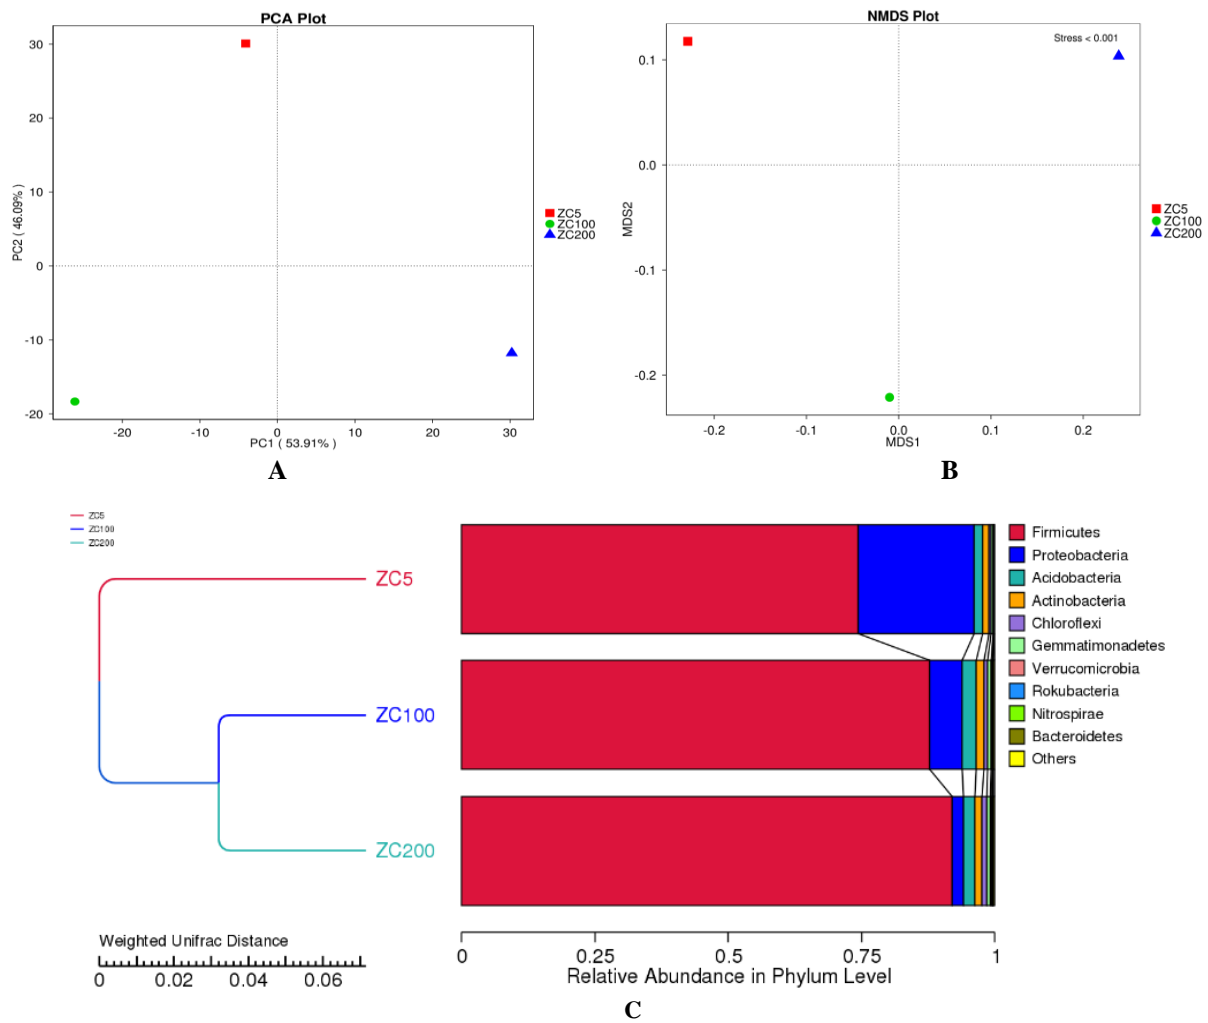 PCA Plot
30
20
10
0
-10
-20
PC2 ( 46.09% )
-20
-10
0
10
20
30
PC1 ( 53.91% )
ZC5
ZC100
ZC200
A
NMDS Plot
Stress < 0.001
0.1
0.0
-0.1
-0.2
MDS2
-0.2
-0.1
0.0
0.1
0.2
MDS1
ZC5
ZC100
ZC200
B
ZC5
ZC100
ZC200
ZC5
ZC100
ZC200
Weighted Unifrac Distance
0
0.02
0.04
0.06
Firmicutes
Proteobacteria
Acidobacteria
Actinobacteria
Chloroflexi
Gemmatimonadetes
Verrucomicrobia
Rokubacteria
Nitrospirae
Bacteroidetes
Others
0
0.25
0.5
0.75
1
Relative Abundance in Phylum Level
C